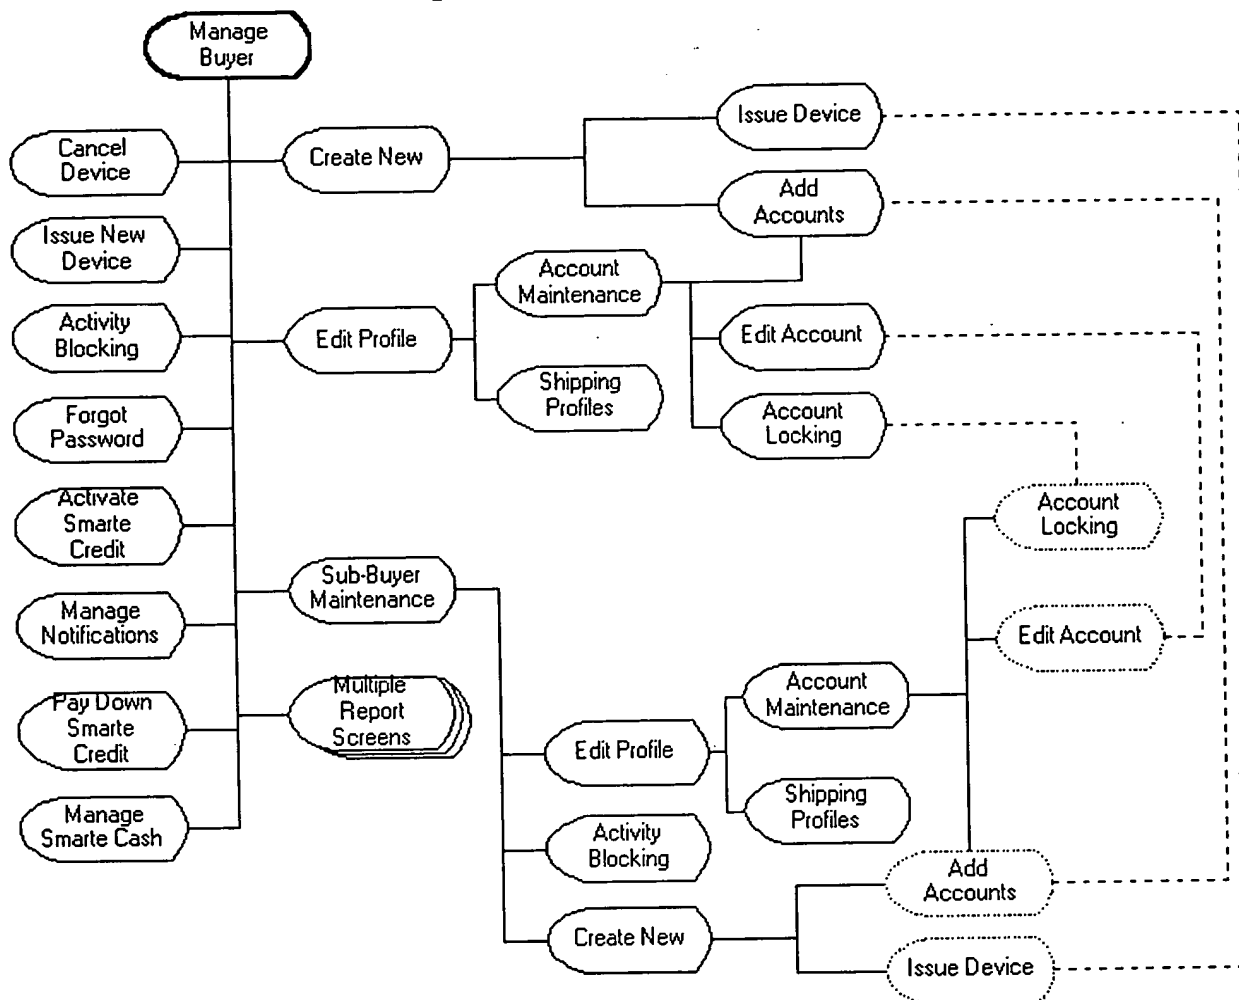 Manage
Buyer
Issue Device
Cancel
Device
Create New
Add
Accounts
Issue New
Device
Account
Maintenance
Activity
Blocking
Edit Profile
Edit Account
Shipping
Profiles
Forgot
Password
Account
Locking
Activate
Smarte
Credit
Account
Locking
Sub-Buyer
Maintenance
Manage
Notifications
Edit Account
Multiple
Report
Screens
Account
Maintenance
Pay Down
Smarte
Credit
Edit Profile
Shipping
Profiles
Manage
Smarte Cash
Activity
Blocking
Add
Accounts
Create New
Issue Device